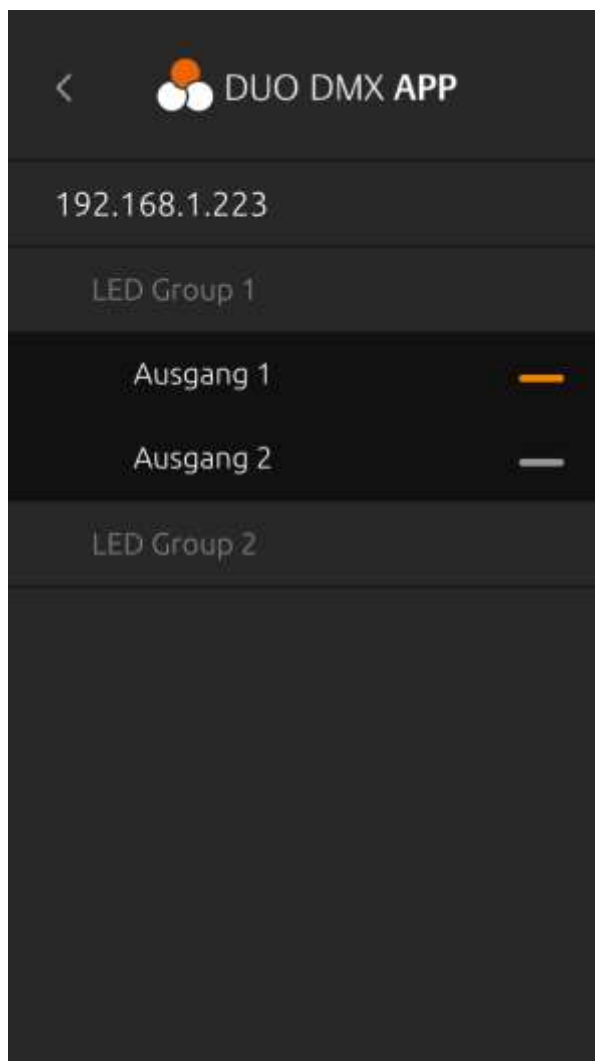 DUO DMX APP
192.168.1.223
LED Group 1
Ausgang 1
Ausgang 2
LED Group 2